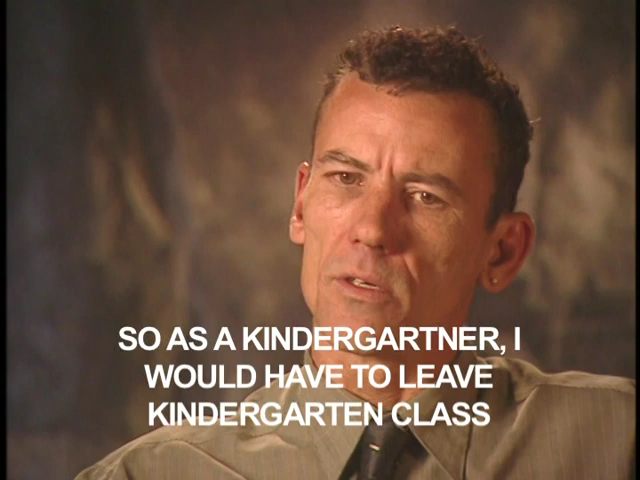 SO AS A KINDERGARTNER, I
WOULD HAVE TO LEAVE
KINDERGARTEN CLASS